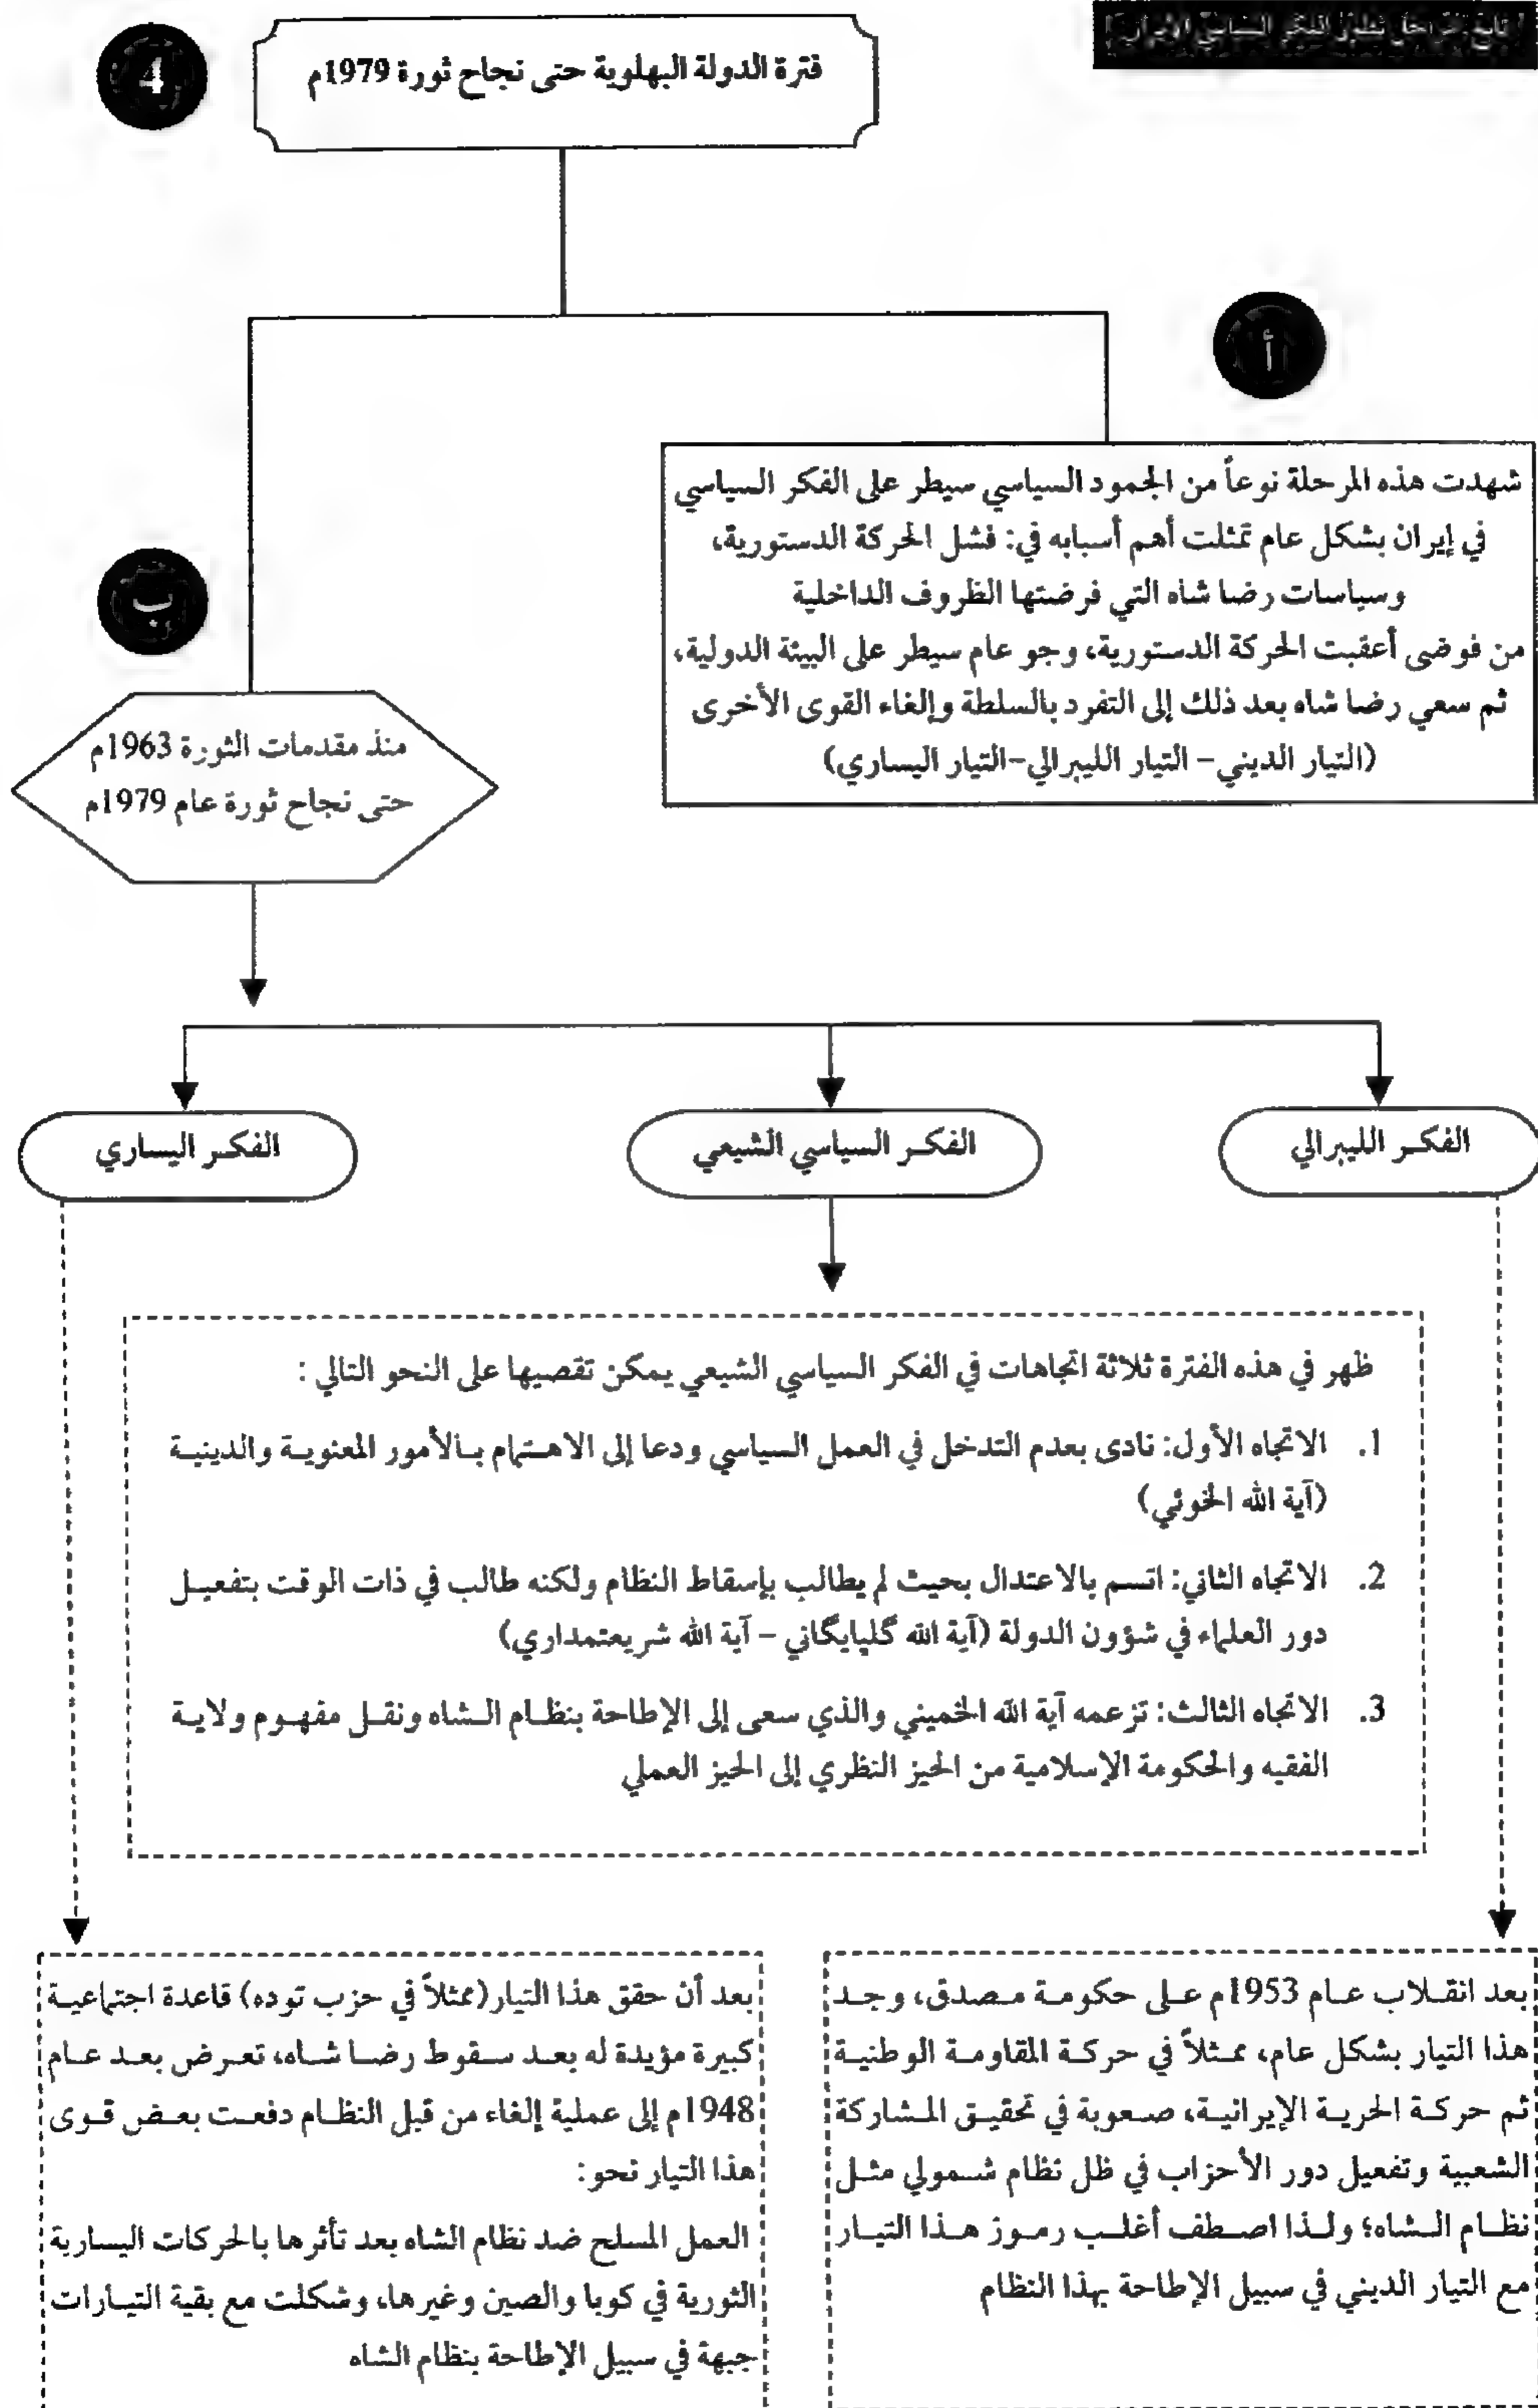 [تابع: مراحل تطور الفكر السياسي الإيراني]
4
فترة الدولة البهلوية حتى نجاح ثورة 1979م
أ
شهدت هذه المرحلة نوعاً من الجمود السياسي سيطر على الفكر السياسي
في إيران بشكل عام تمثلت أهم أسبابه في: فشل الحركة الدستورية،
وسياسات رضا شاه التي فرضتها الظروف الداخلية
من فوضى أعقبت الحركة الدستورية، وجو عام سيطر على البيئة الدولية،
ثم سعي رضا شاه بعد ذلك إلى التفرد بالسلطة وإلغاء القوى الأخرى
(التيار الديني– التيار الليبرالي–التيار اليساري)
ب
منذ مقدمات الثورة 1963م
حتى نجاح ثورة عام 1979م
الفكر الليبرالي
الفكر السياسي الشيعي
الفكر اليساري
ظهر في هذه الفترة ثلاثة اتجاهات في الفكر السياسي الشيعي يمكن تقصيها على النحو التالي :
1. الاتجاه الأول: نادى بعدم التدخل في العمل السياسي ودعا إلى الاهتمام بالأمور المعنوية والدينية
(آية الله الخوئي)
2. الاتجاه الثاني: اتسم بالاعتدال بحيث لم يطالب بإسقاط النظام ولكنه طالب في ذات الوقت بتفعيل
دور العلماء في شؤون الدولة (آية الله گلپايگاني – آية الله شريعتمداري)
3. الاتجاه الثالث: تزعمه آية الله الخميني والذي سعى إلى الإطاحة بنظام الشاه ونقل مفهوم ولاية
الفقيه والحكومة الإسلامية من الحيز النظري إلى الحيز العملي
بعد انقلاب عام 1953م على حكومة مصدق، وجد
هذا التيار بشكل عام، ممثلاً في حركة المقاومة الوطنية
ثم حركة الحرية الإيرانية، صعوبة في تحقيق المشاركة
الشعبية وتفعيل دور الأحزاب في ظل نظام شمولي مثل
نظام الشاه؛ ولذا اصطف أغلب رموز هذا التيار
مع التيار الديني في سبيل الإطاحة بهذا النظام
بعد أن حقق هذا التيار(ممثلاً في حزب توده) قاعدة اجتماعية
كبيرة مؤيدة له بعد سقوط رضا شاه، تعرض بعد عام
1948م إلى عملية إلغاء من قبل النظام دفعت بعض قوى
هذا التيار نحو:
العمل المسلح ضد نظام الشاه بعد تأثرها بالحركات اليسارية
الثورية في كوبا والصين وغيرها، وشكلت مع بقية التيارات
جبهة في سبيل الإطاحة بنظام الشاه